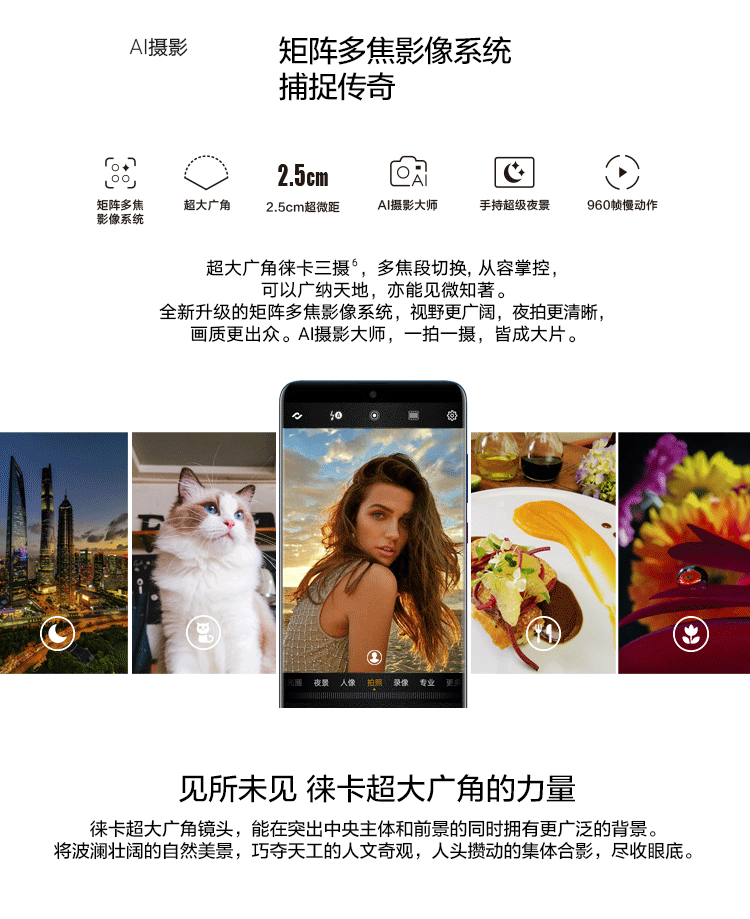 AI摄影
矩阵多焦影像系统
捕捉传奇
2.5cm
AI
矩阵多焦
影像系统
超大广角
2.5cm超微距
AI摄影大师
手持超级夜景
960帧慢动作
超大广角徕卡三摄6，多焦段切换, 从容掌控，
可以广纳天地，亦能见微知著。
全新升级的矩阵多焦影像系统，视野更广阔，夜拍更清晰，
画质更出众。AI摄影大师，一拍一摄，皆成大片。
夜景 人像 拍照 录像 专业
见所未见 徕卡超大广角的力量
徕卡超大广角镜头，能在突出中央主体和前景的同时拥有更广泛的背景。
将波澜壮阔的自然美景，巧夺天工的人文奇观，人头攒动的集体合影，尽收眼底。